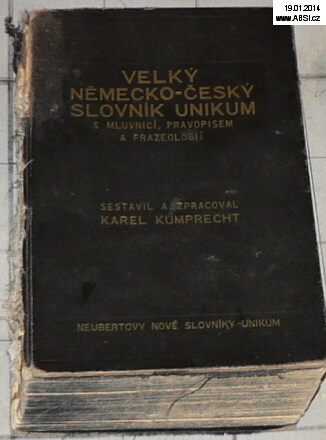 19.01.2014
www.ABSI.cz
VELKÝ
NĚMECKO-ČESKÝ
SLOVNÍK UNIKUM
S MLUVNICÍ, PRAVOPISEM
A FRAZEOLOGIÍ
SESTAVIL A ZPRACOVAL
KAREL KUMPRECHT
NEUBERTOVY NOVÉ SLOVNÍKY-UNIKUM